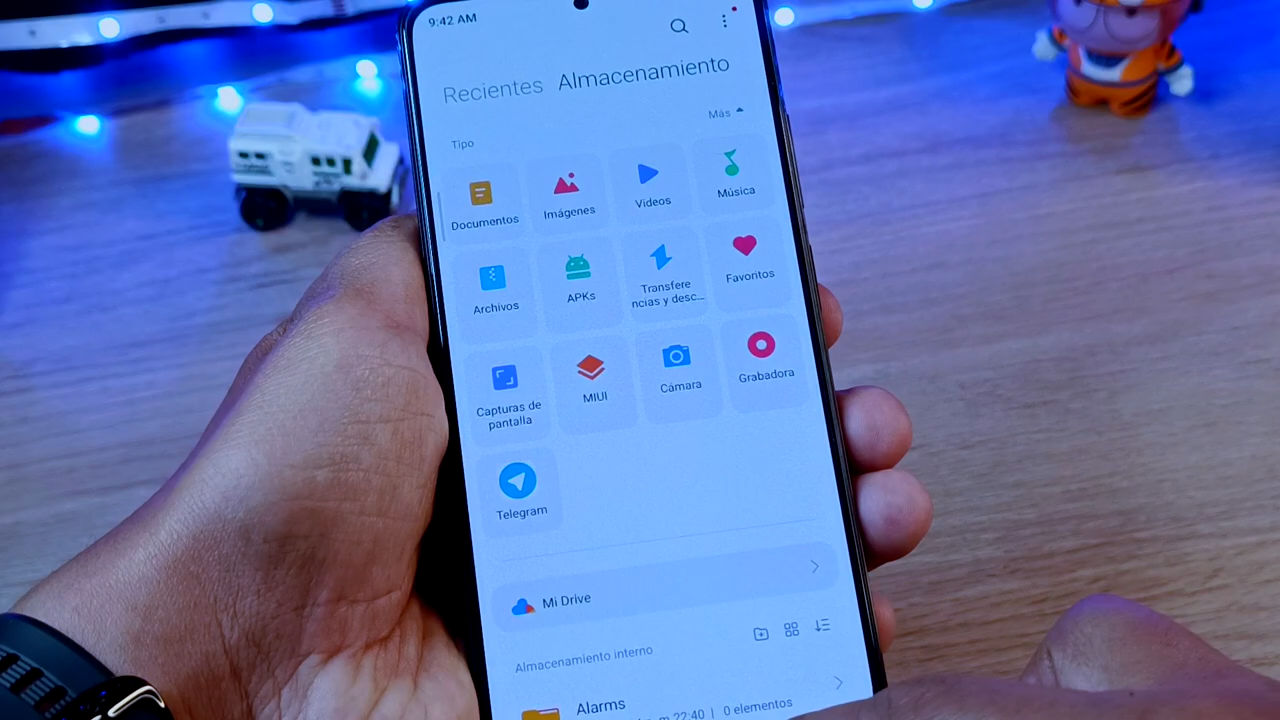 9:42 AM
Recientes Almacenamiento
Más
Tipo
Documentos
Imágenes
Videos
Música
Archivos
APKs
Transfere
ncias y desc...
Favoritos
Capturas de
pantalla
MIUI
Cámara
Grabadora
Telegram
Mi Drive
Almacenamiento interno
Alarms
22:40 | 0 elementos